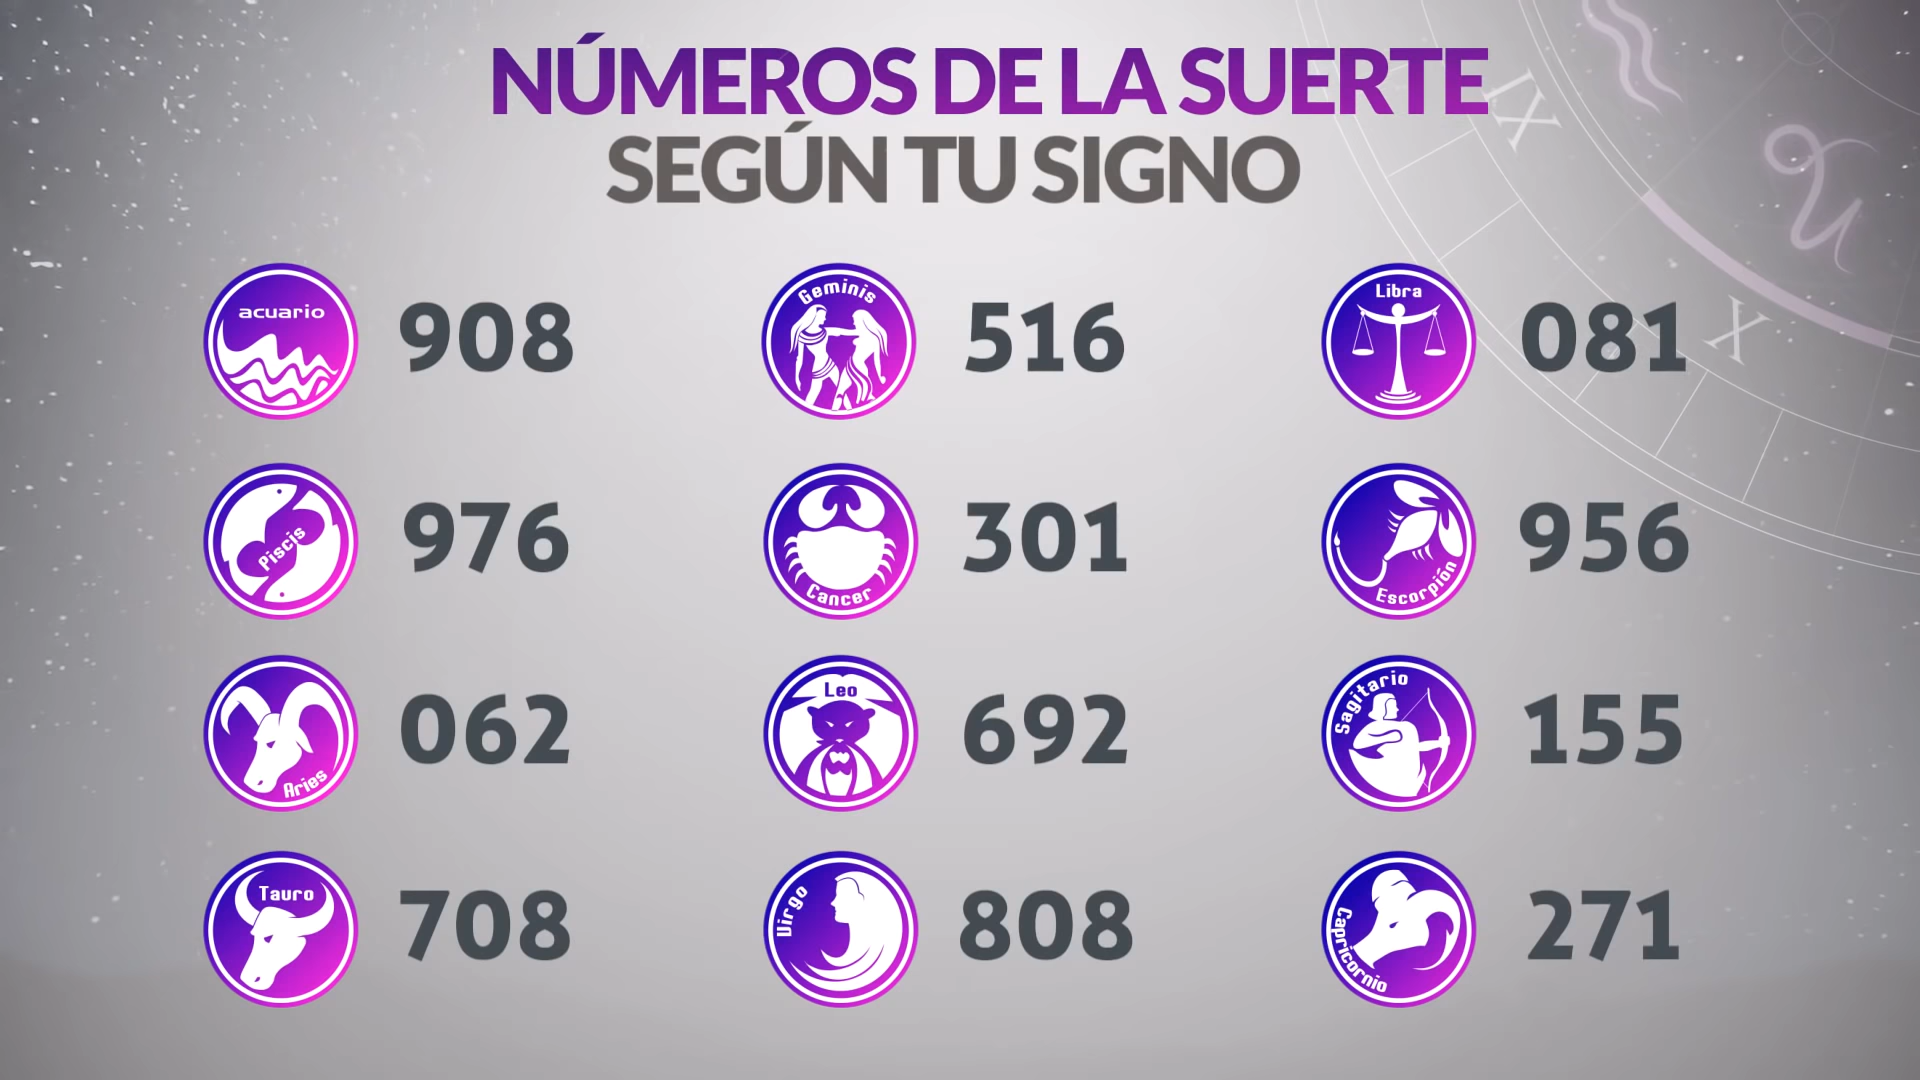 NÚMEROS DE LA SUERTE
SEGÚN TU SIGNO
acuario 908
Geminis 516
Libra 081
Piscis 976
Cancer 301
Escorpión 956
Aries 062
Leo 692
Sagitario 155
Tauro 708
Virgo 808
Capricornio 271
IX
X